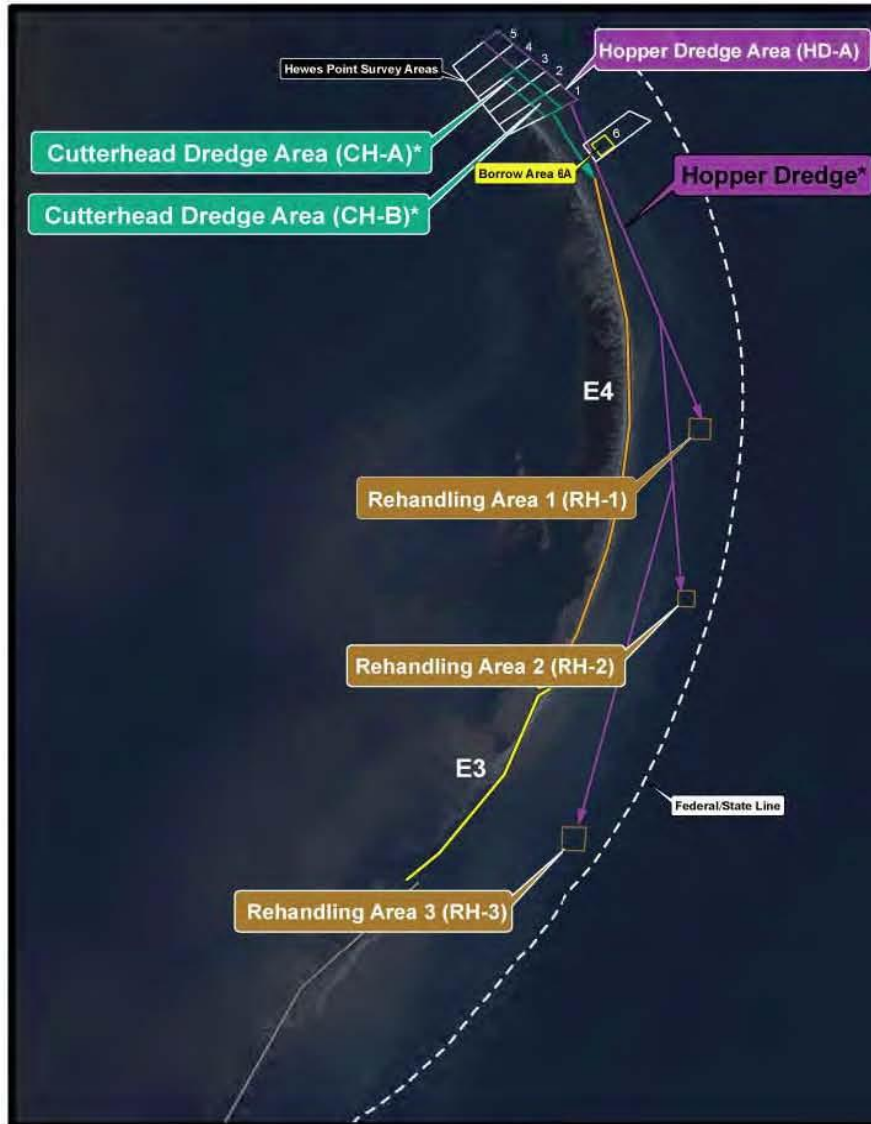 5
4
3
2
1
Hopper Dredge Area (HD-A)
Hewes Point Survey Areas
6
Cutterhead Dredge Area (CH-A)*
Borrow Area 6A
Hopper Dredge*
Cutterhead Dredge Area (CH-B)*
E4
Rehandling Area 1 (RH-1)
Rehandling Area 2 (RH-2)
E3
Federal/State Line
Rehandling Area 3 (RH-3)